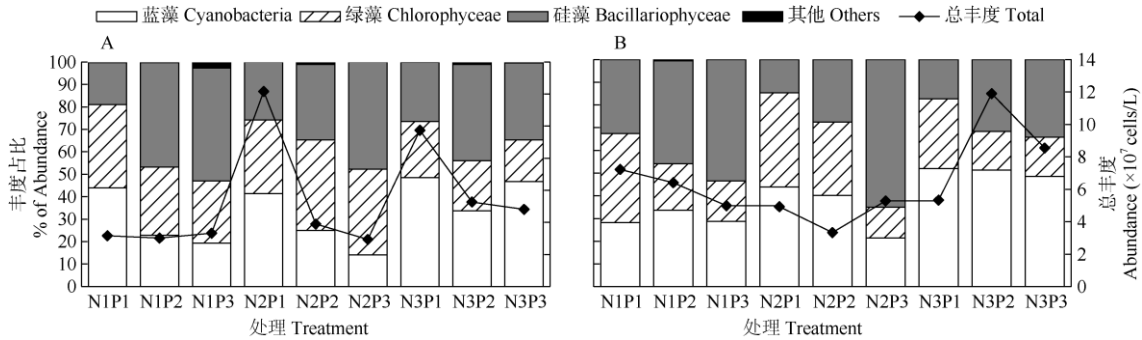 蓝藻 Cyanobacteria 绿藻 Chlorophyceae 硅藻 Bacillariophyceae 其他 Others 总丰度 Total
A
B
丰度占比
% of Abundance
100
90
80
70
60
50
40
30
20
10
0
N1P1 N1P2 N1P3 N2P1 N2P2 N2P3 N3P1 N3P2 N3P3
处理 Treatment
N1P1 N1P2 N1P3 N2P1 N2P2 N2P3 N3P1 N3P2 N3P3
处理 Treatment
14
12
10
8
6
4
2
0
总丰度
Abundance (×10⁷ cells/L)